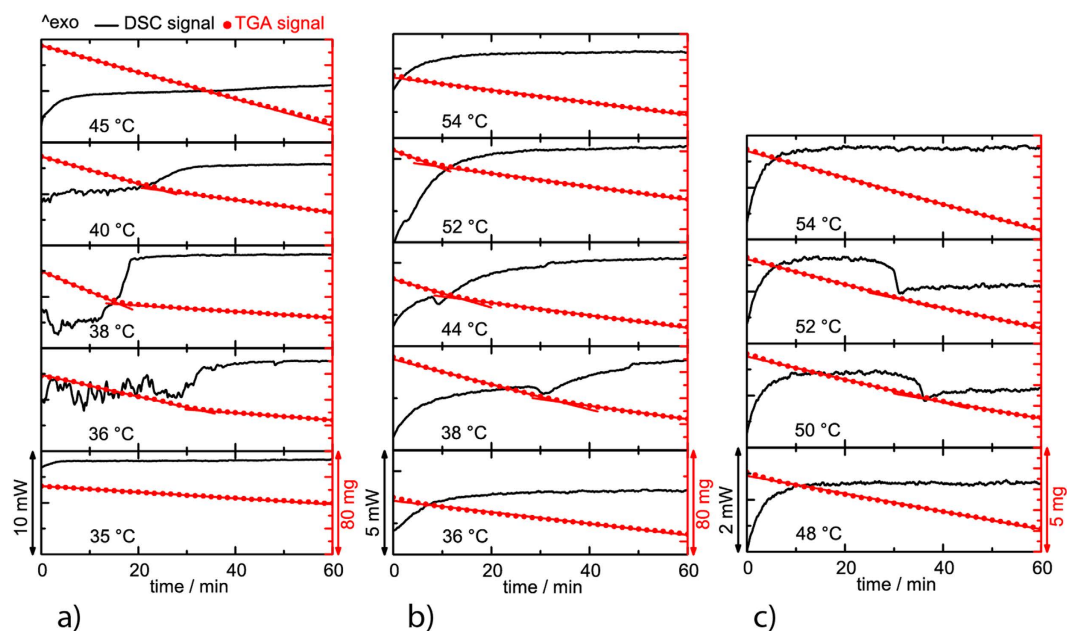 ^exo — DSC signal • TGA signal
45 °C
40 °C
38 °C
36 °C
35 °C
10 mW
80 mg
0 20 40 60
time / min
a)
54 °C
52 °C
44 °C
38 °C
36 °C
5 mW
80 mg
0 20 40 60
time / min
b)
54 °C
52 °C
50 °C
48 °C
2 mW
5 mg
0 20 40 60
time / min
c)